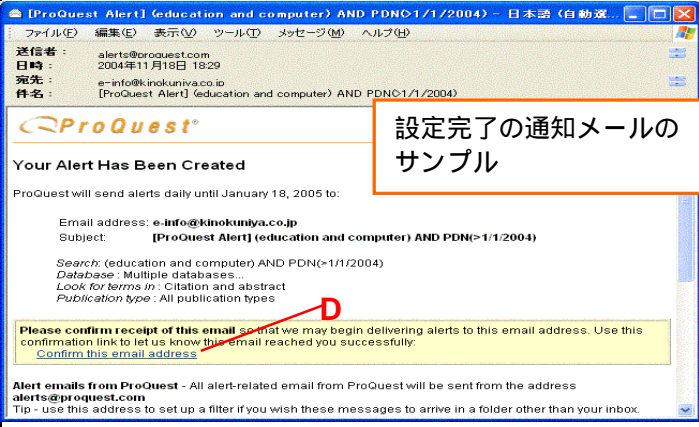 [ProQuest Alert] (education and computer) AND PDN(>1/1/2004) - 日本語 (自動選...
ファイル(F) 編集(E) 表示(V) ツール(T) メッセージ(M) ヘルプ(H)
送信者 : alerts@proquest.com
日時 : 2004年11月18日 18:29
宛先 : e-info@kinokuniya.co.jp
件名 : [ProQuest Alert] (education and computer) AND PDN(>1/1/2004)
ProQuest®
設定完了の通知メールの
サンプル
Your Alert Has Been Created
ProQuest will send alerts daily until January 18, 2005 to:
Email address: e-info@kinokuniya.co.jp
Subject: [ProQuest Alert] (education and computer) AND PDN(>1/1/2004)
Search: (education and computer) AND PDN(>1/1/2004)
Database : Multiple databases...
Look for terms in : Citation and abstract
Publication type : All publication types
D
Please confirm receipt of this email so that we may begin delivering alerts to this email address. Use this
confirmation link to let us know this email reached you successfully:
Confirm this email address
Alert emails from ProQuest - All alert-related email from ProQuest will be sent from the address
alerts@proquest.com
Tip - use this address to set up a filter if you wish these messages to arrive in a folder other than your inbox.